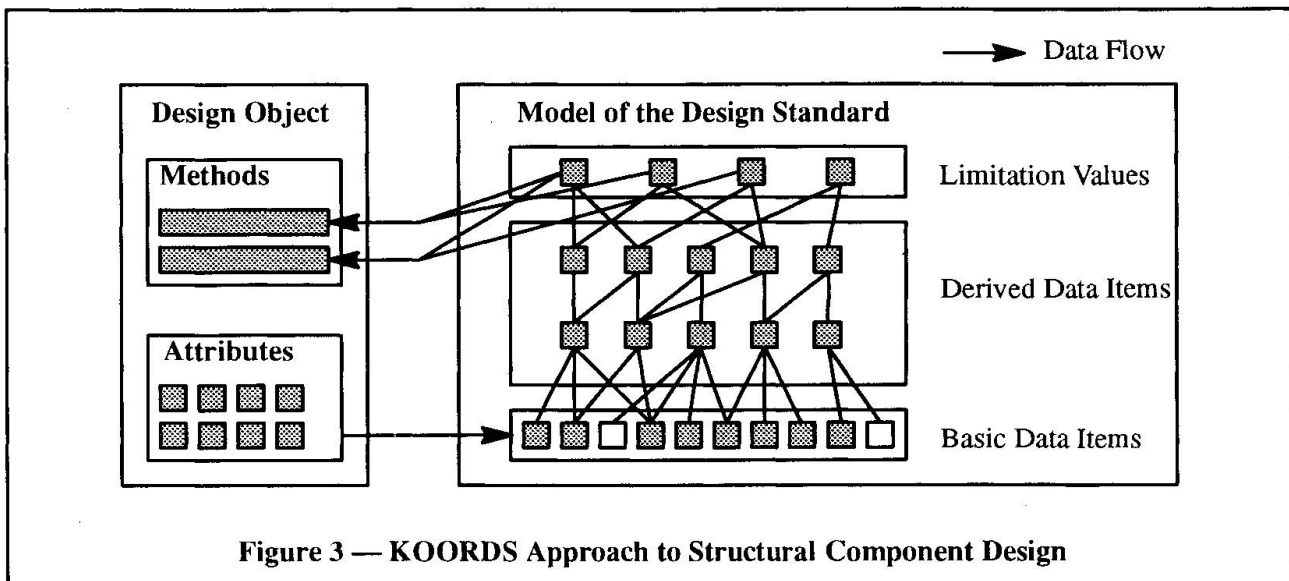 Data Flow
Design Object
Methods
Attributes
Model of the Design Standard
Limitation Values
Derived Data Items
Basic Data Items
Figure 3 — KOORDS Approach to Structural Component Design